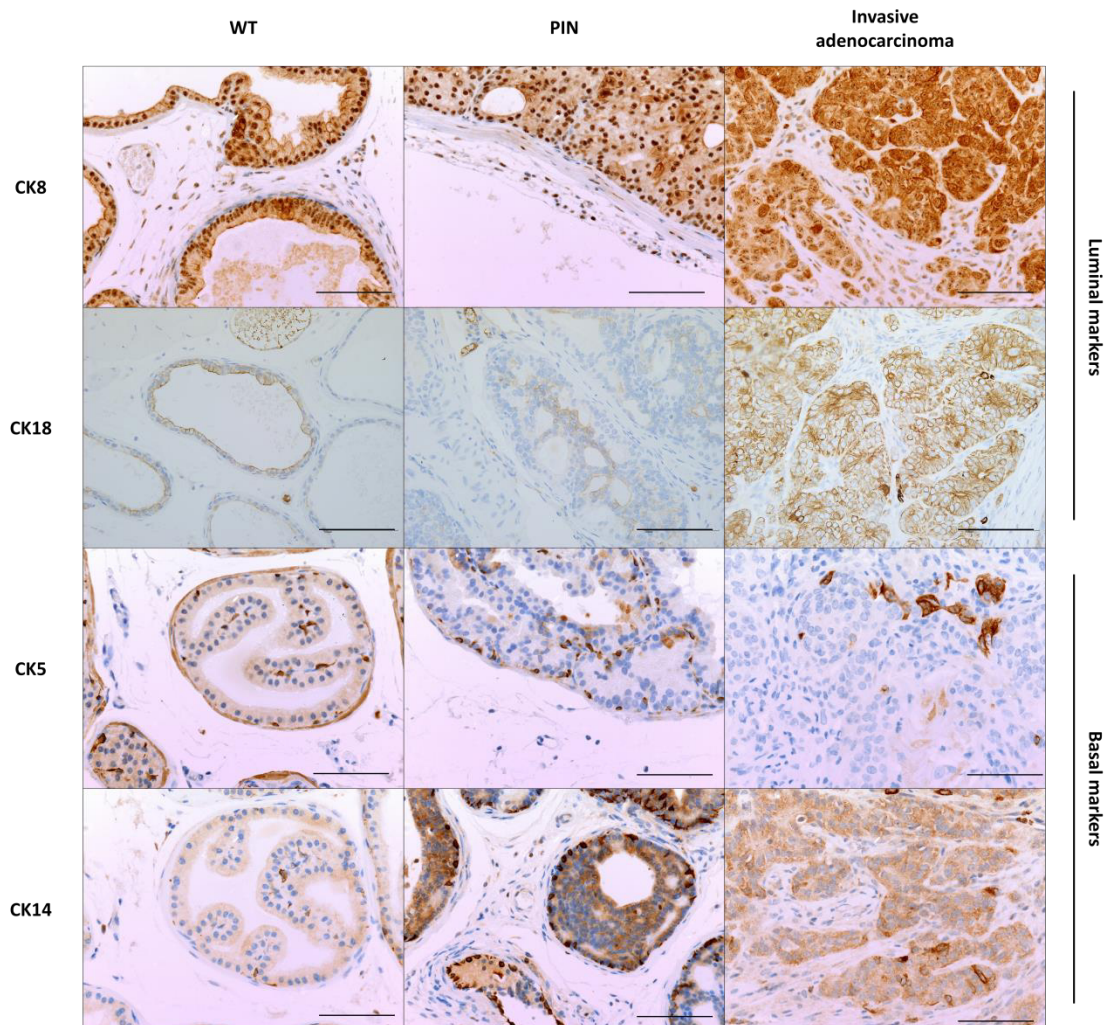 WT
PIN
Invasive
adenocarcinoma
CK8
CK18
CK5
CK14
Luminal markers
Basal markers